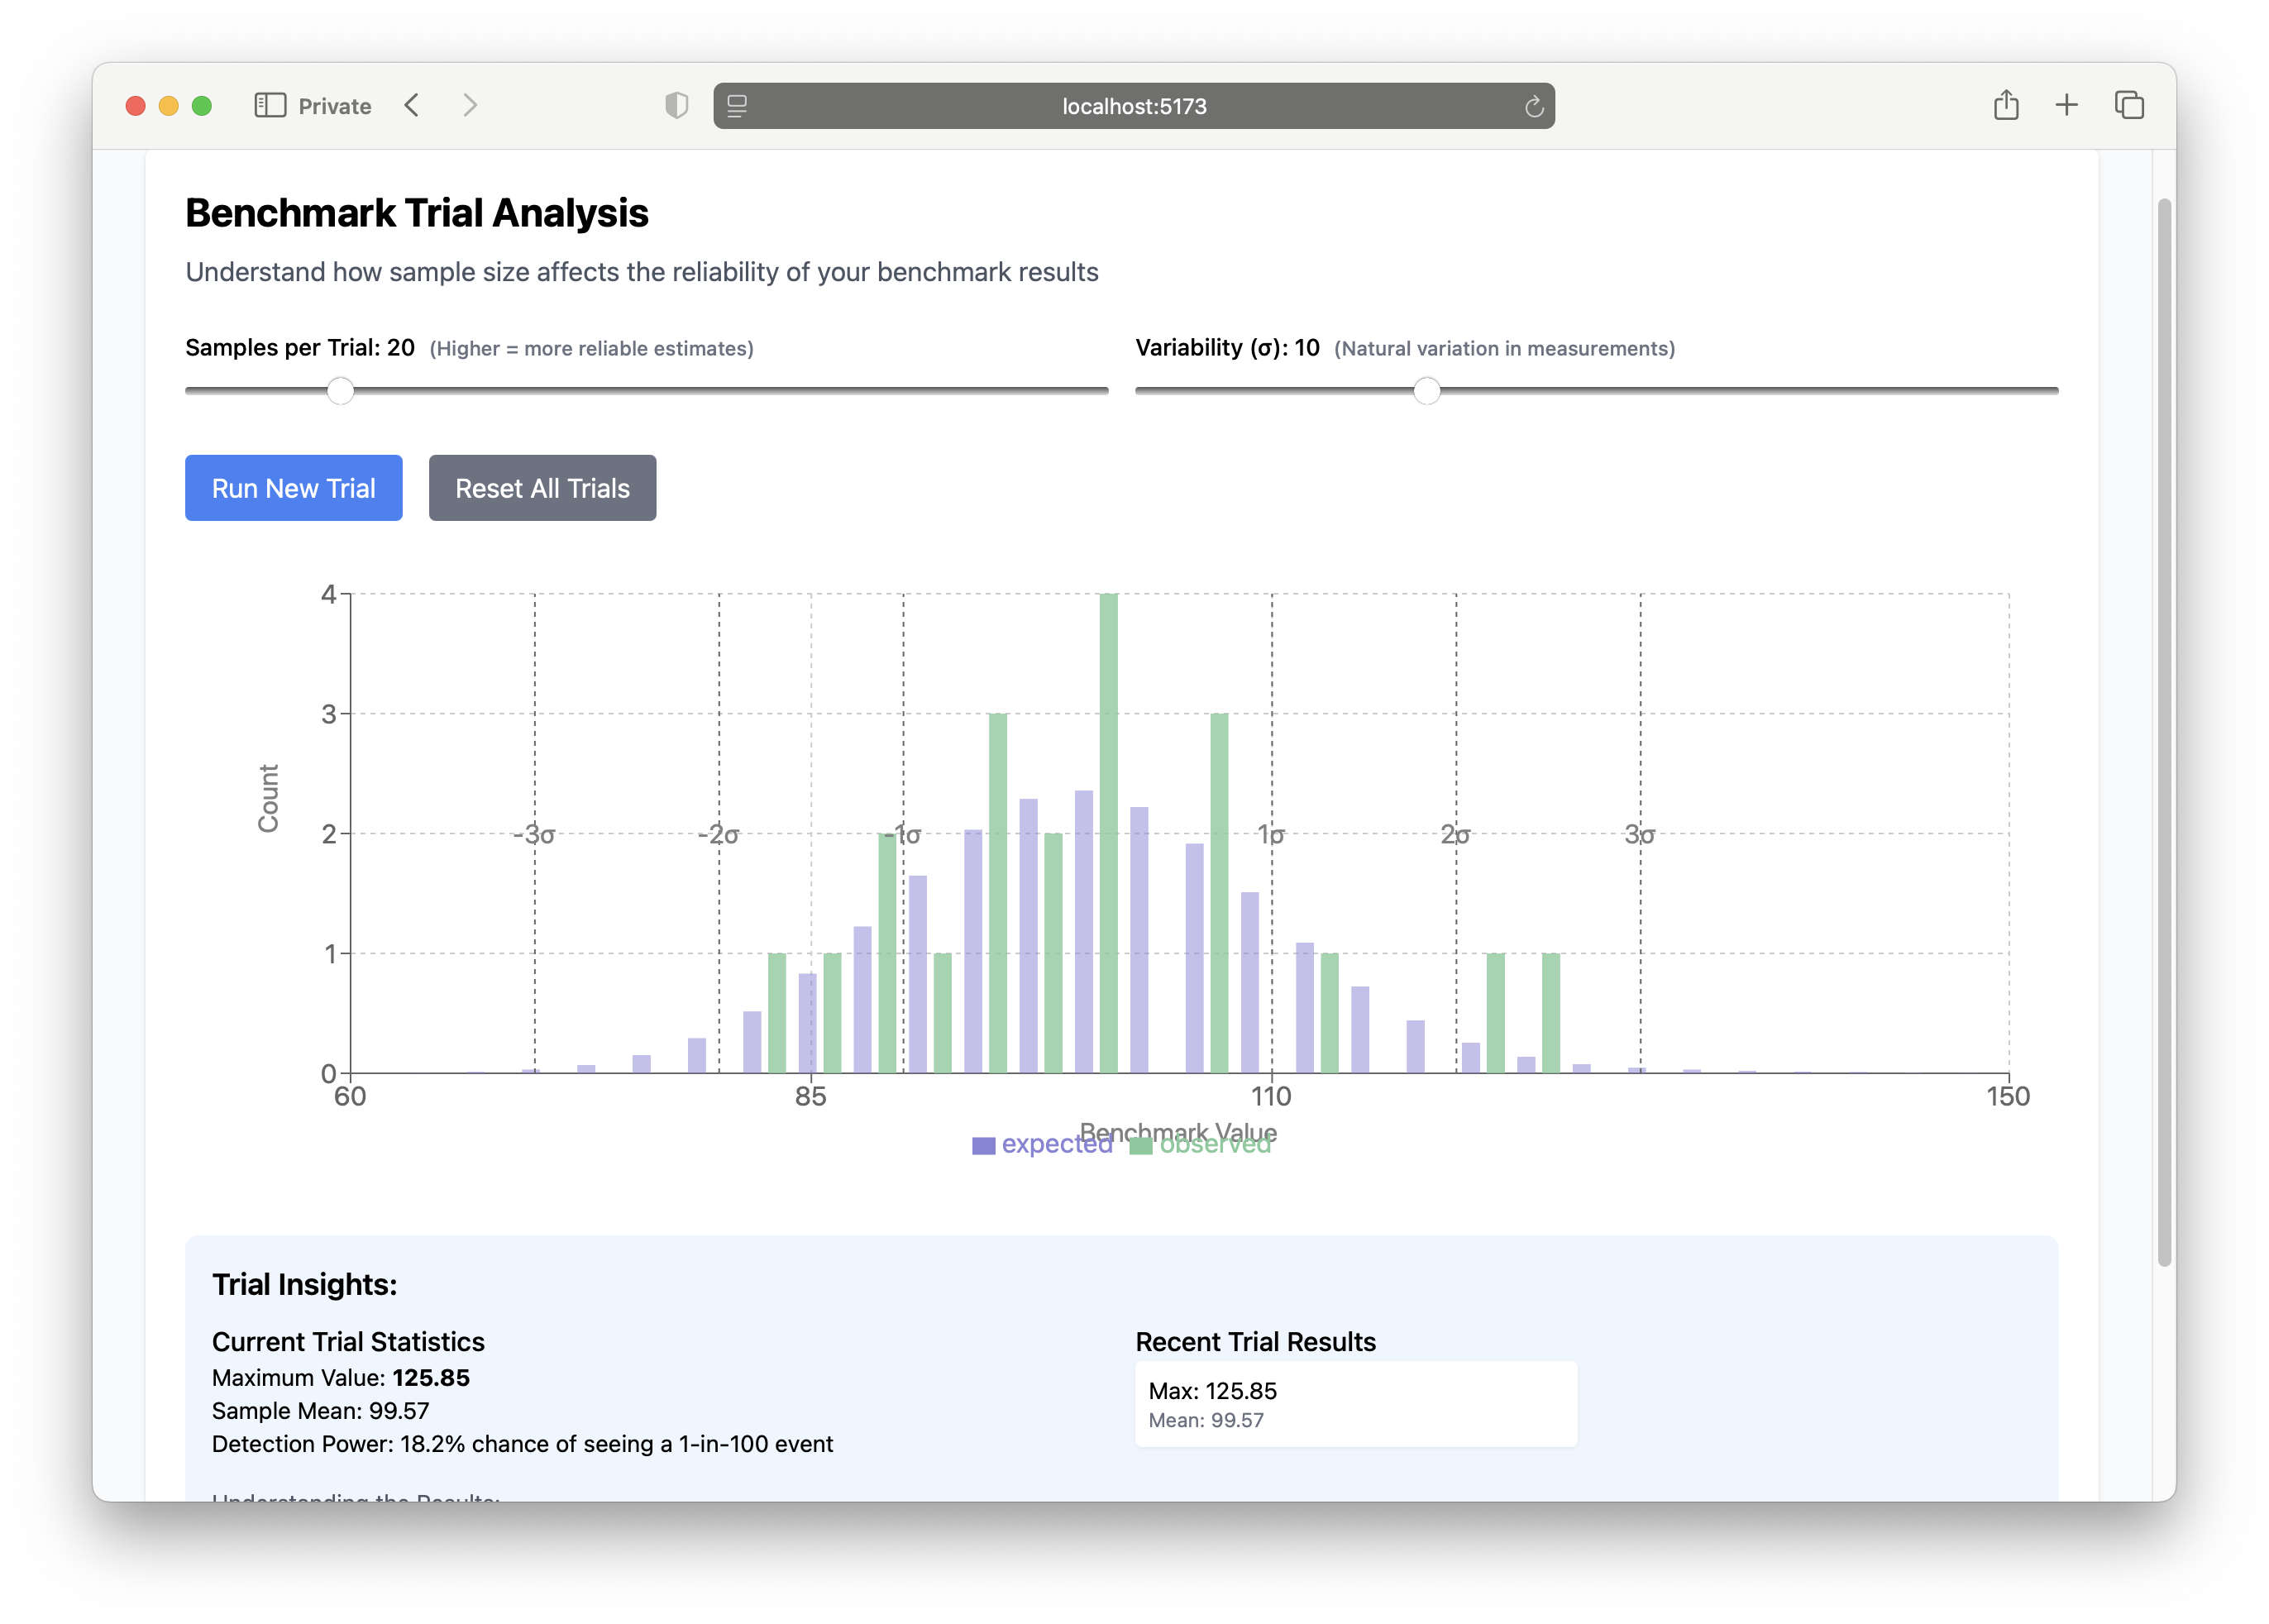 Private
localhost:5173
Benchmark Trial Analysis
Understand how sample size affects the reliability of your benchmark results
Samples per Trial: 20 (Higher = more reliable estimates)
Variability (σ): 10 (Natural variation in measurements)
Run New Trial
Reset All Trials
4
3
2
1
0
Count
-3σ
-2σ
-1σ
1σ
2σ
3σ
60
85
110
150
Benchmark Value
expected
observed
Trial Insights:
Current Trial Statistics
Maximum Value: 125.85
Sample Mean: 99.57
Detection Power: 18.2% chance of seeing a 1-in-100 event
Recent Trial Results
Max: 125.85
Mean: 99.57
Understanding the Results: